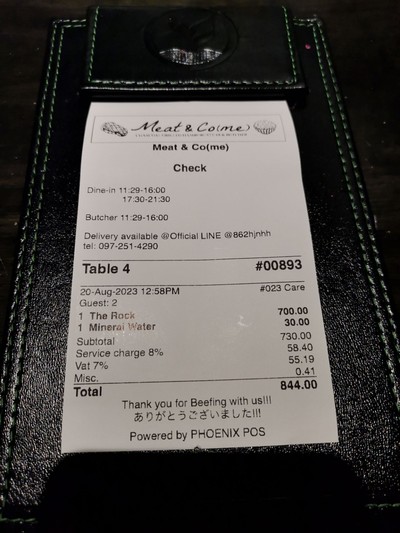 Meat & Co(me)
Meat & Co(me)
Check
Dine-in 11:29-16:00
17:30-21:30
Butcher 11:29-16:00
Delivery available @Official LINE @862hjnhh
tel: 097-251-4290
Table 4 #00893
20-Aug-2023 12:58PM #023 Care
Guest: 2
1 The Rock 700.00
1 Mineral Water 30.00
Subtotal 730.00
Service charge 8% 58.40
Vat 7% 55.19
Misc. 0.41
Total 844.00
Thank you for Beefing with us!!!
ありがとうございました!!!
Powered by PHOENIX POS